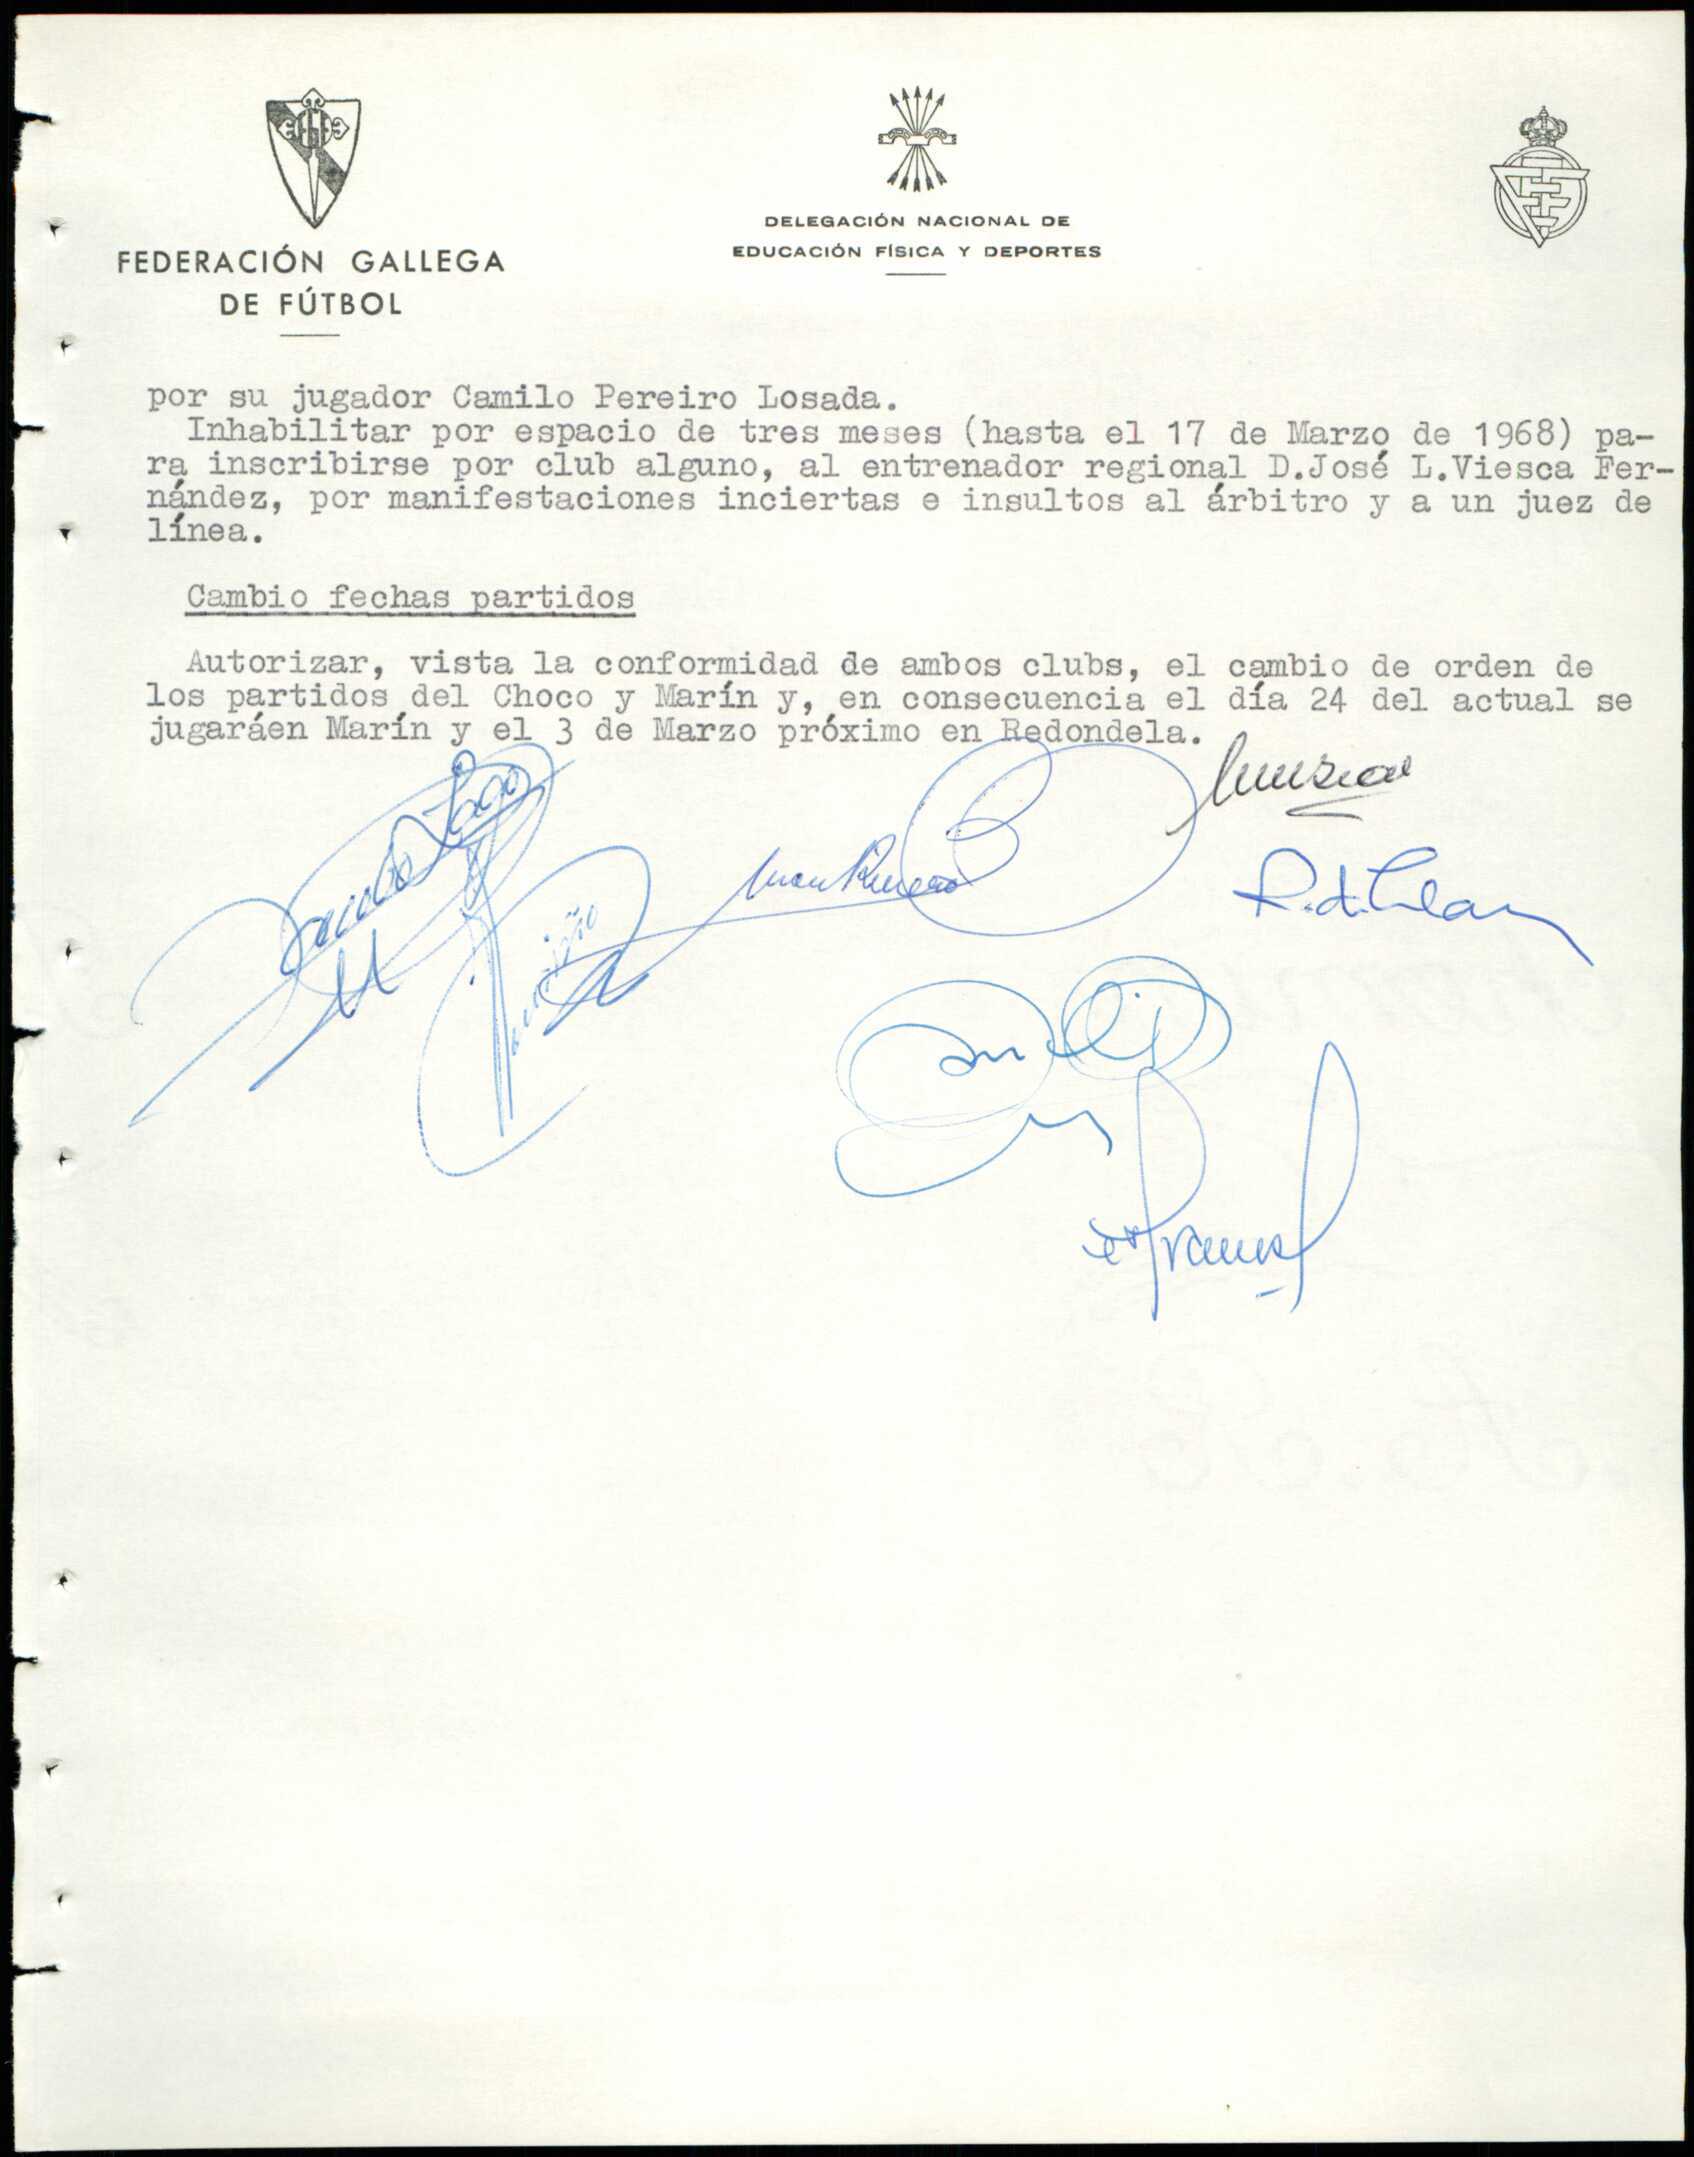 FEDERACIÓN GALLEGA
DE FÚTBOL
DELEGACIÓN NACIONAL DE
EDUCACIÓN FÍSICA Y DEPORTES
por su jugador Camilo Pereiro Losada.
Inhabilitar por espacio de tres meses (hasta el 17 de Marzo de 1968) pa-
ra inscribirse por club alguno, al entrenador regional D.José L.Viesca Fer-
nández, por manifestaciones inciertas e insultos al árbitro y a un juez de
línea.
Cambio fechas partidos
Autorizar, vista la conformidad de ambos clubs, el cambio de orden de
los partidos del Choco y Marín y, en consecuencia el día 24 del actual se
jugaráen Marín y el 3 de Marzo próximo en Redondela.